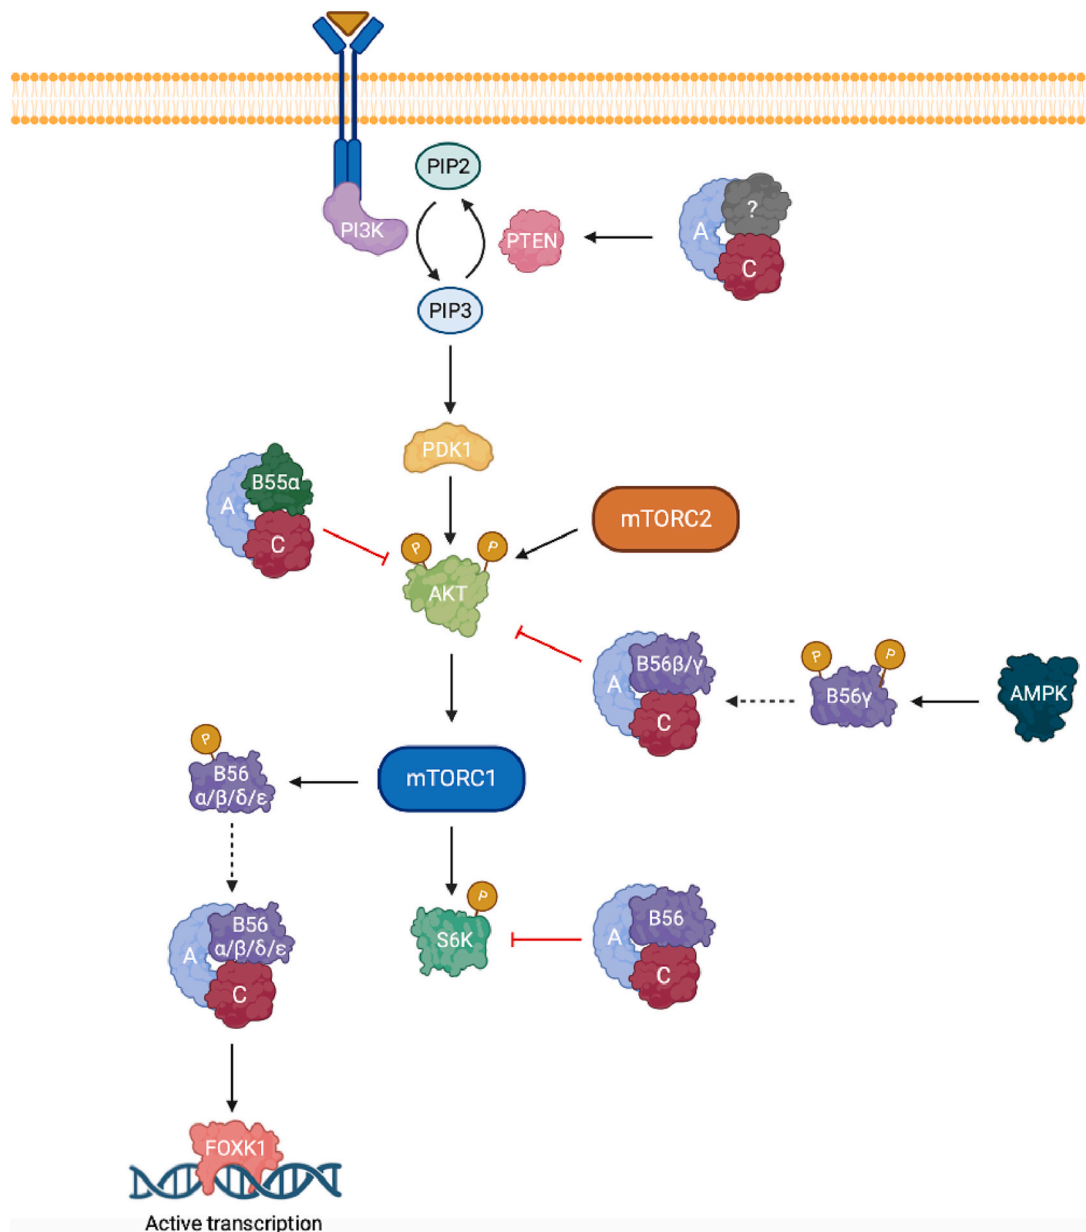 PIP2
PI3K
PTEN
A
?
C
PIP3
PDK1
B55α
A
C
mTORC2
P
P
AKT
B56β/γ
A
C
P
P
B56γ
AMPK
P
B56
α/β/δ/ε
mTORC1
B56
α/β/δ/ε
A
C
P
S6K
B56
A
C
FOXK1
Active transcription